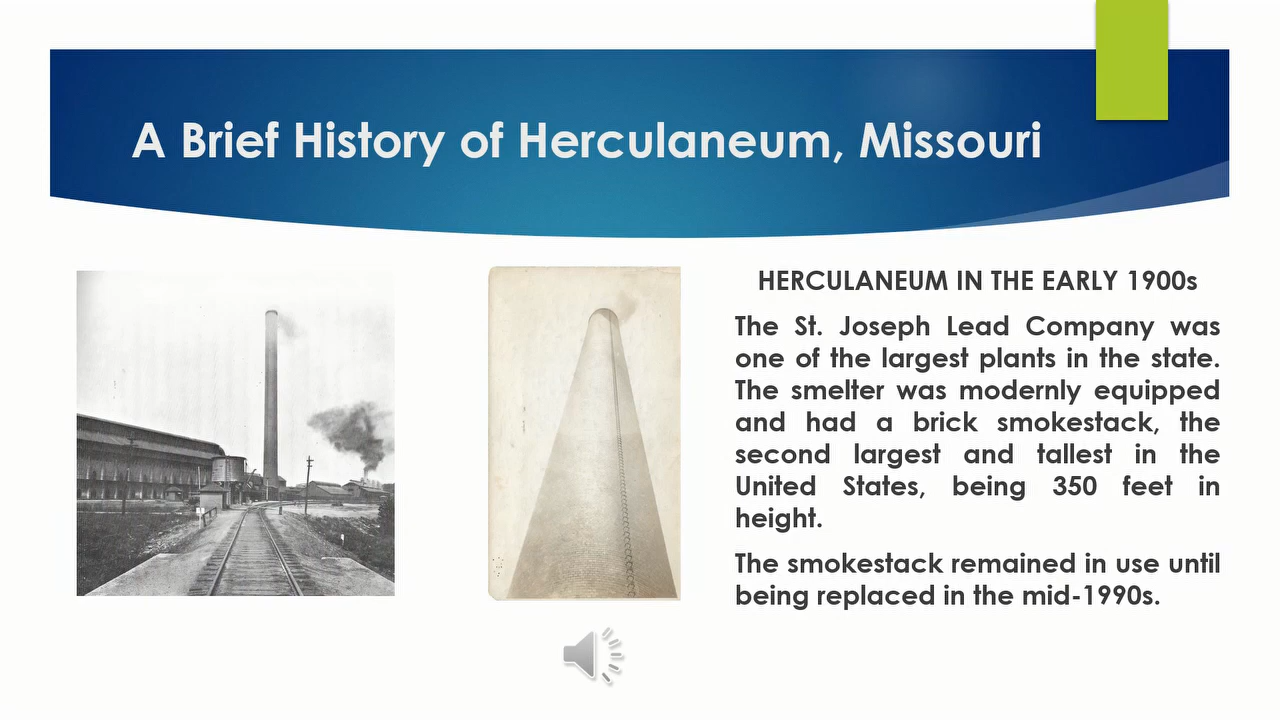 A Brief History of Herculaneum, Missouri
HERCULANEUM IN THE EARLY 1900s
The St. Joseph Lead Company was
one of the largest plants in the state.
The smelter was modernly equipped
and had a brick smokestack, the
second largest and tallest in the
United States, being 350 feet in
height.
The smokestack remained in use until
being replaced in the mid-1990s.